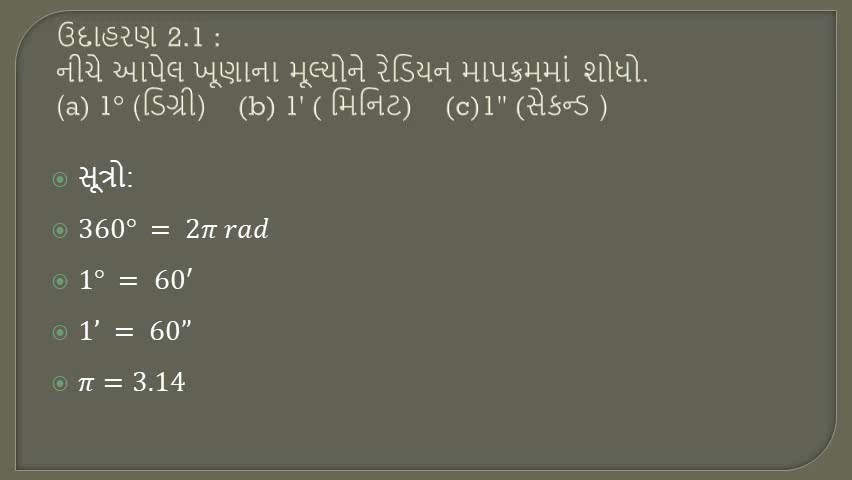 ઉદાહરણ 2.1 :
નીચે આપેલ ખૂણાના મૂલ્યોને રેડિયન માપક્રમમાં શોધો.
(a) 1° (ડિગ્રી) (b) 1' ( મિનિટ) (c)1" (સેકન્ડ )
સૂત્રો:
360° = 2𝜋 𝑟𝑎𝑑
1° = 60′
1’ = 60”
𝜋 = 3.14